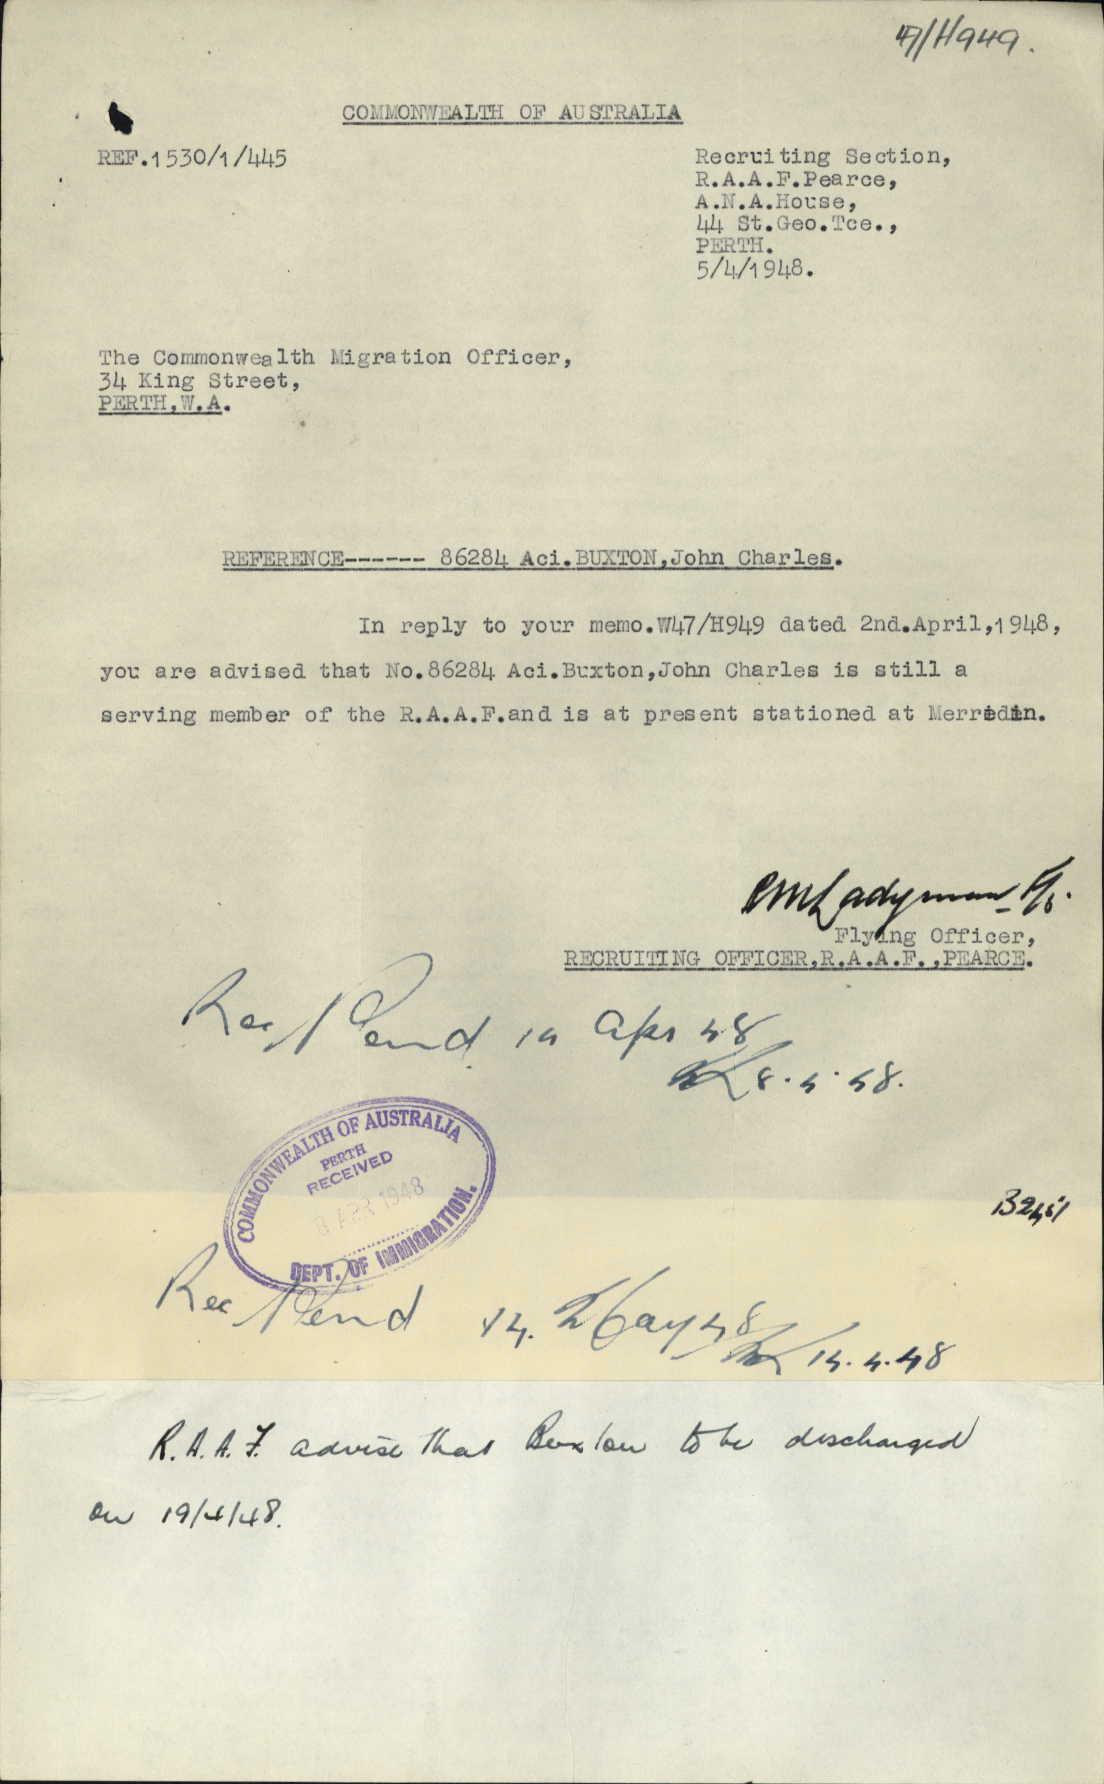 47/H949.
COMMONWEALTH OF AUSTRALIA
REF.1530/1/445
Recruiting Section,
R.A.A.F.Pearce,
A.N.A.House,
44 St.Geo.Tce.,
PERTH.
5/4/1948.
The Commonwealth Migration Officer,
34 King Street,
PERTH,W.A.
REFERENCE------ 86284 Aci.BUXTON,John Charles.
In reply to your memo.W47/H949 dated 2nd.April,1948,
you are advised that No.86284 Aci.Buxton,John Charles is still a
serving member of the R.A.A.F.and is at present stationed at Merredin.
Ladyman F/O.
Flying Officer,
RECRUITING OFFICER,R.A.A.F.,PEARCE.
Rec Pend 14 Apr 48
8.4.48.
COMMONWEALTH OF AUSTRALIA
PERTH
RECEIVED
8 APR 1948
DEPT. OF IMMIGRATION.
Rec Pend 14. May 48
14.4.48
R.A.A.F. advise that Buxton to be discharged
on 19/4/48.